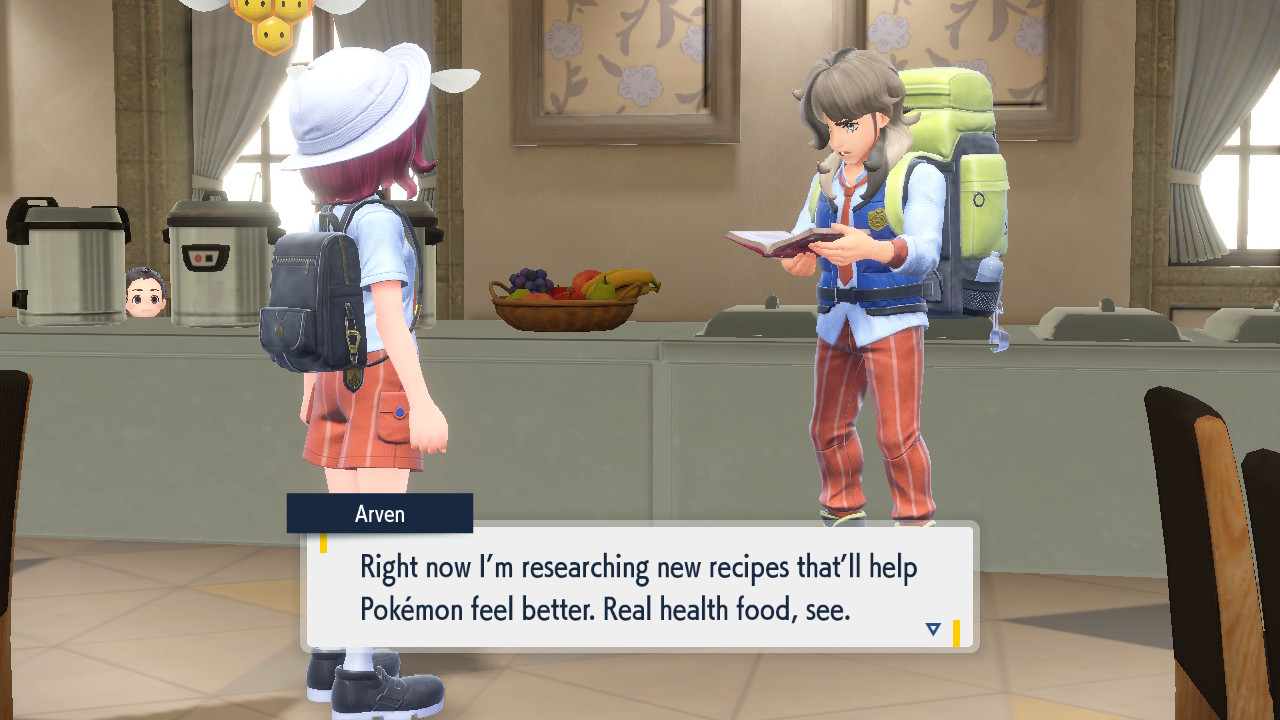 Arven
Right now I’m researching new recipes that’ll help
Pokémon feel better. Real health food, see.